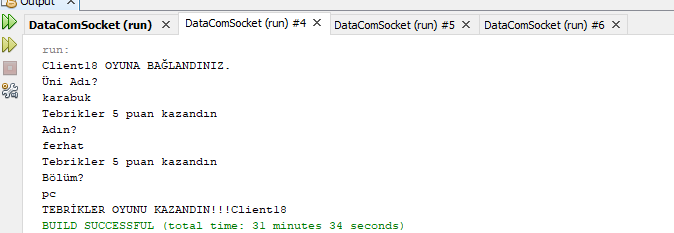 Output
DataComSocket (run) DataComSocket (run) #4 DataComSocket (run) #5 DataComSocket (run) #6
run:
Client18 OYUNA BAĞLANDINIZ.
Üni Adı?
karabuk
Tebrikler 5 puan kazandın
Adın?
ferhat
Tebrikler 5 puan kazandın
Bölüm?
pc
TEBRİKLER OYUNU KAZANDIN!!!Client18
BUILD SUCCESSFUL (total time: 31 minutes 34 seconds)